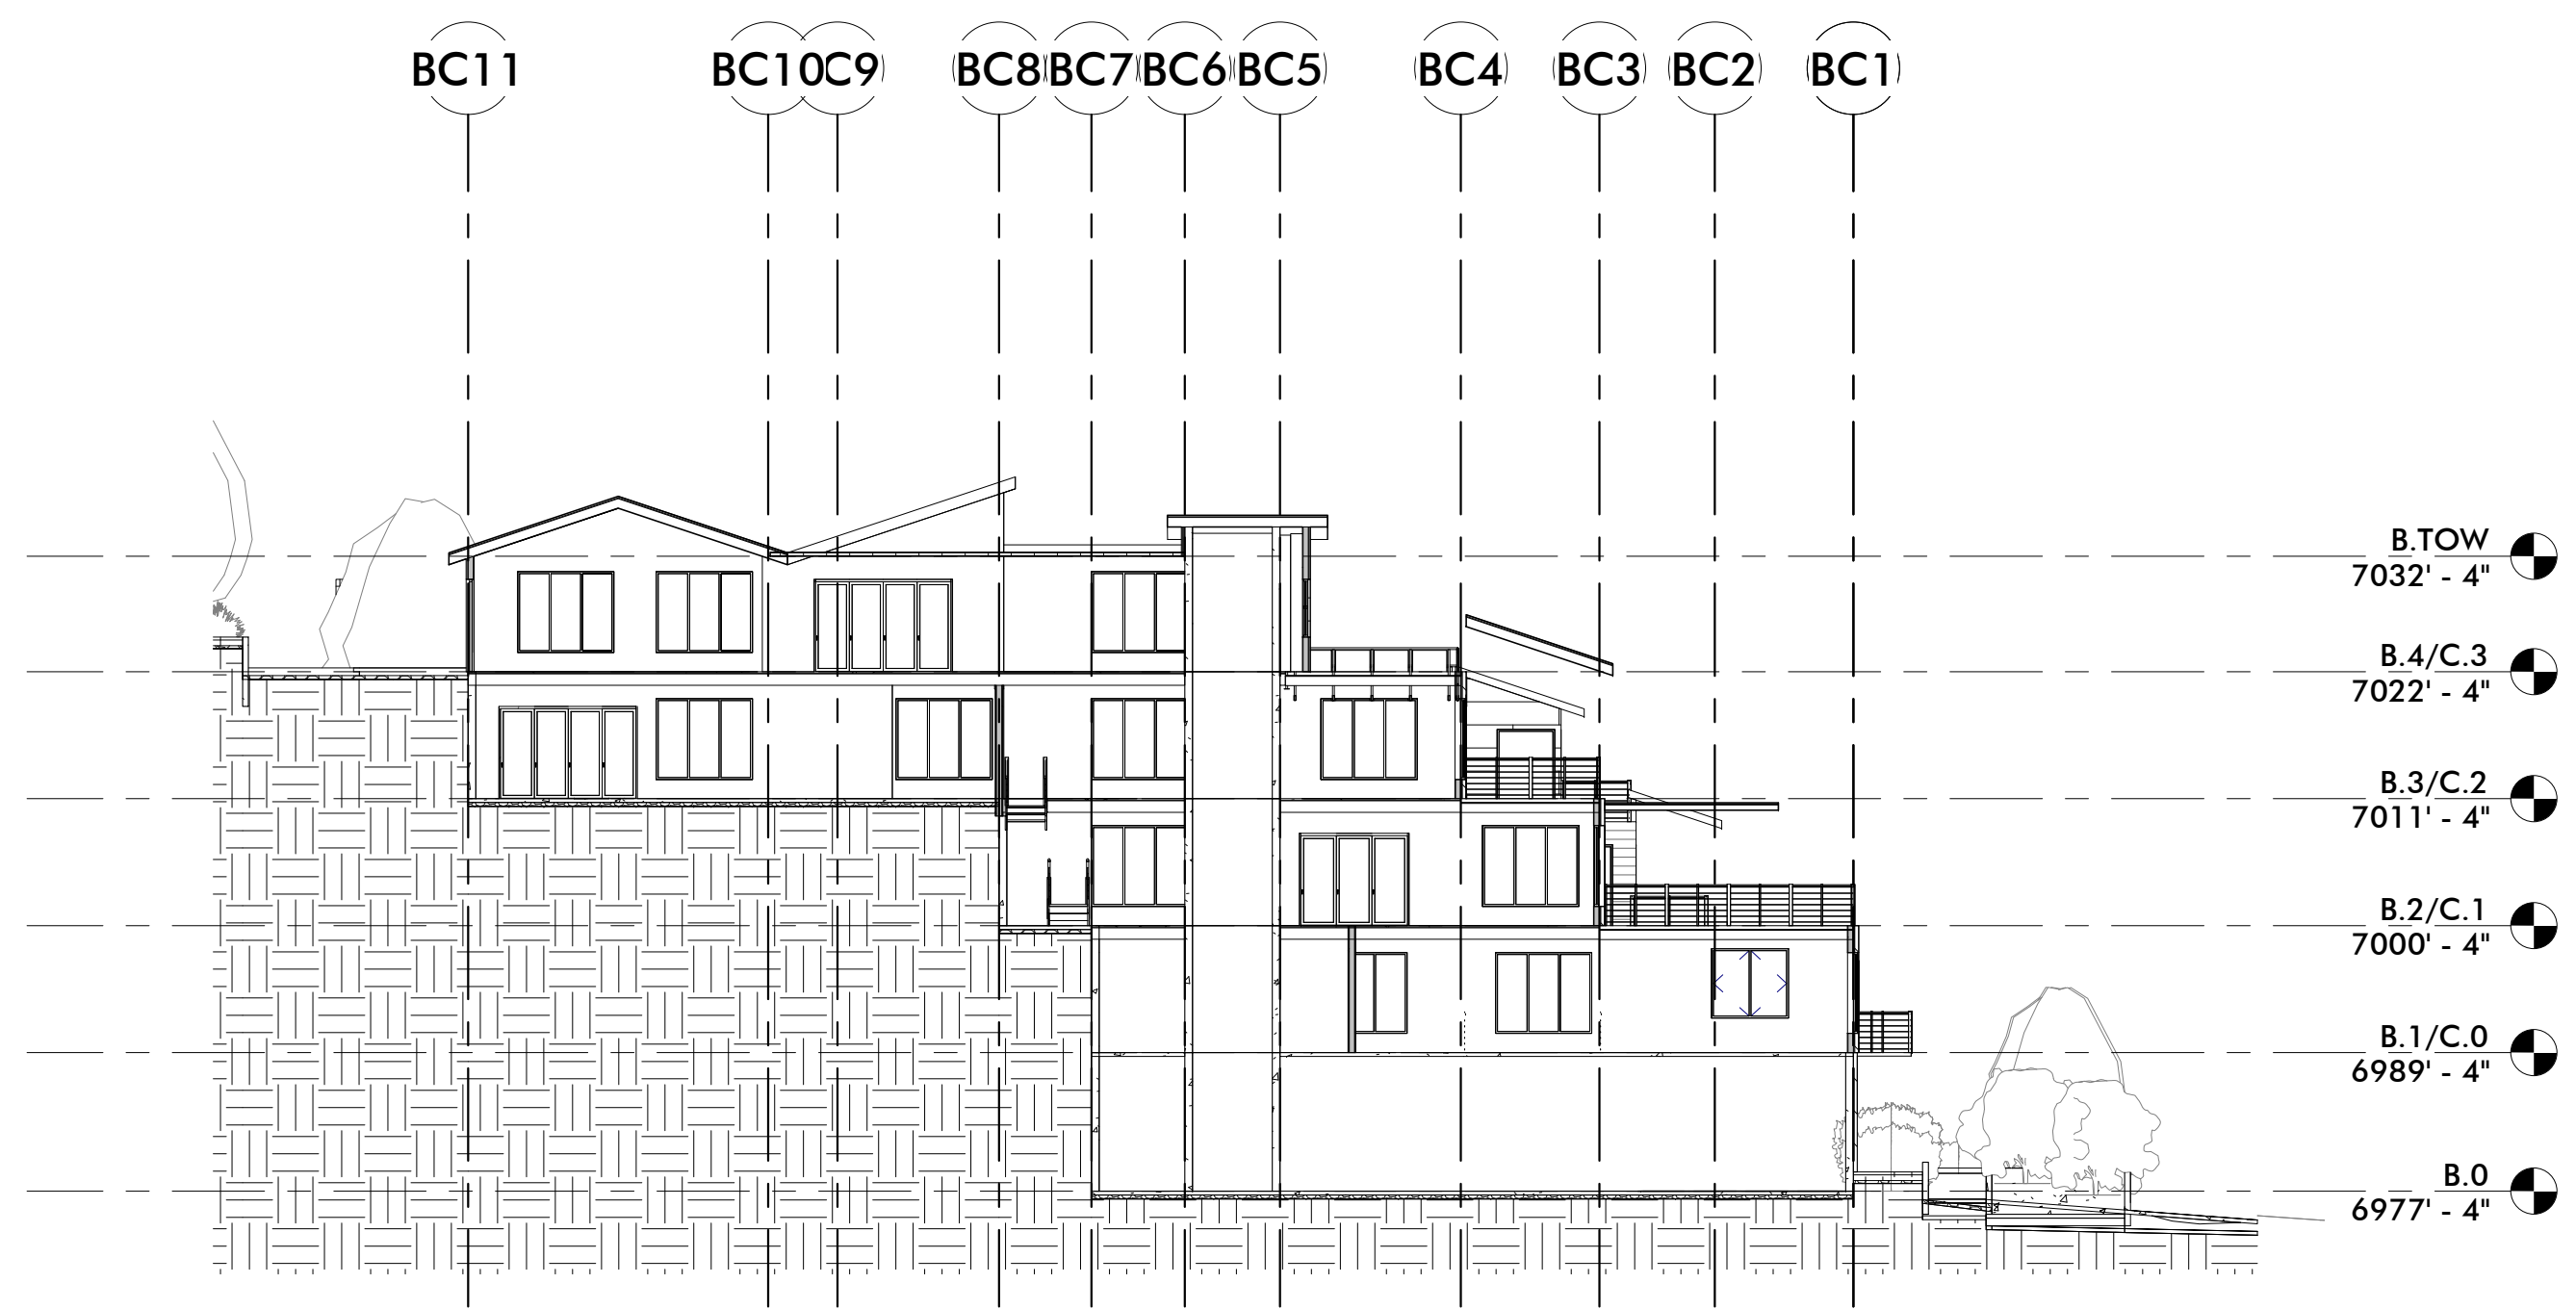 BC11 BC10 C9 BC8 BC7 BC6 BC5 BC4 BC3 BC2 BC1
B.TOW
7032' - 4"
B.4/C.3
7022' - 4"
B.3/C.2
7011' - 4"
B.2/C.1
7000' - 4"
B.1/C.0
6989' - 4"
B.0
6977' - 4"